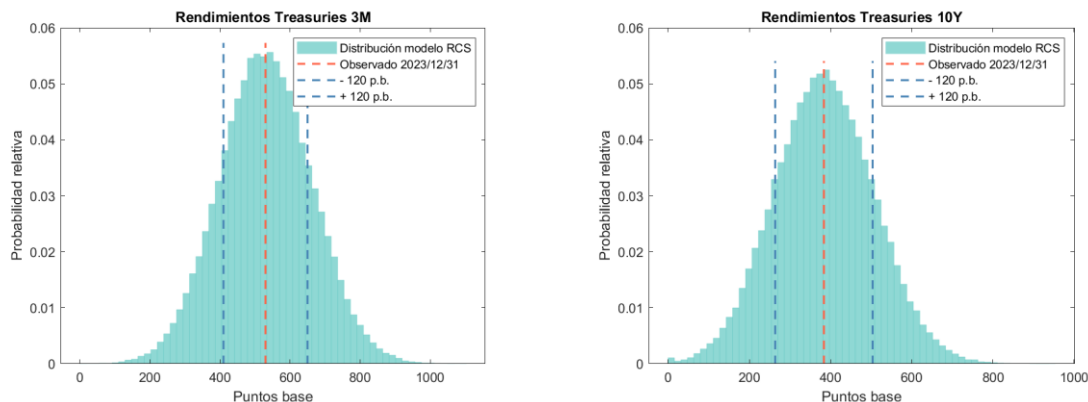 Rendimientos Treasuries 3M
0.06
0.05
0.04
0.03
0.02
0.01
0
Probabilidad relativa
0
200
400
600
800
1000
Puntos base
Distribución modelo RCS
Observado 2023/12/31
- 120 p.b.
+ 120 p.b.
Rendimientos Treasuries 10Y
0.06
0.05
0.04
0.03
0.02
0.01
0
Probabilidad relativa
0
200
400
600
800
1000
Puntos base
Distribución modelo RCS
Observado 2023/12/31
- 120 p.b.
+ 120 p.b.